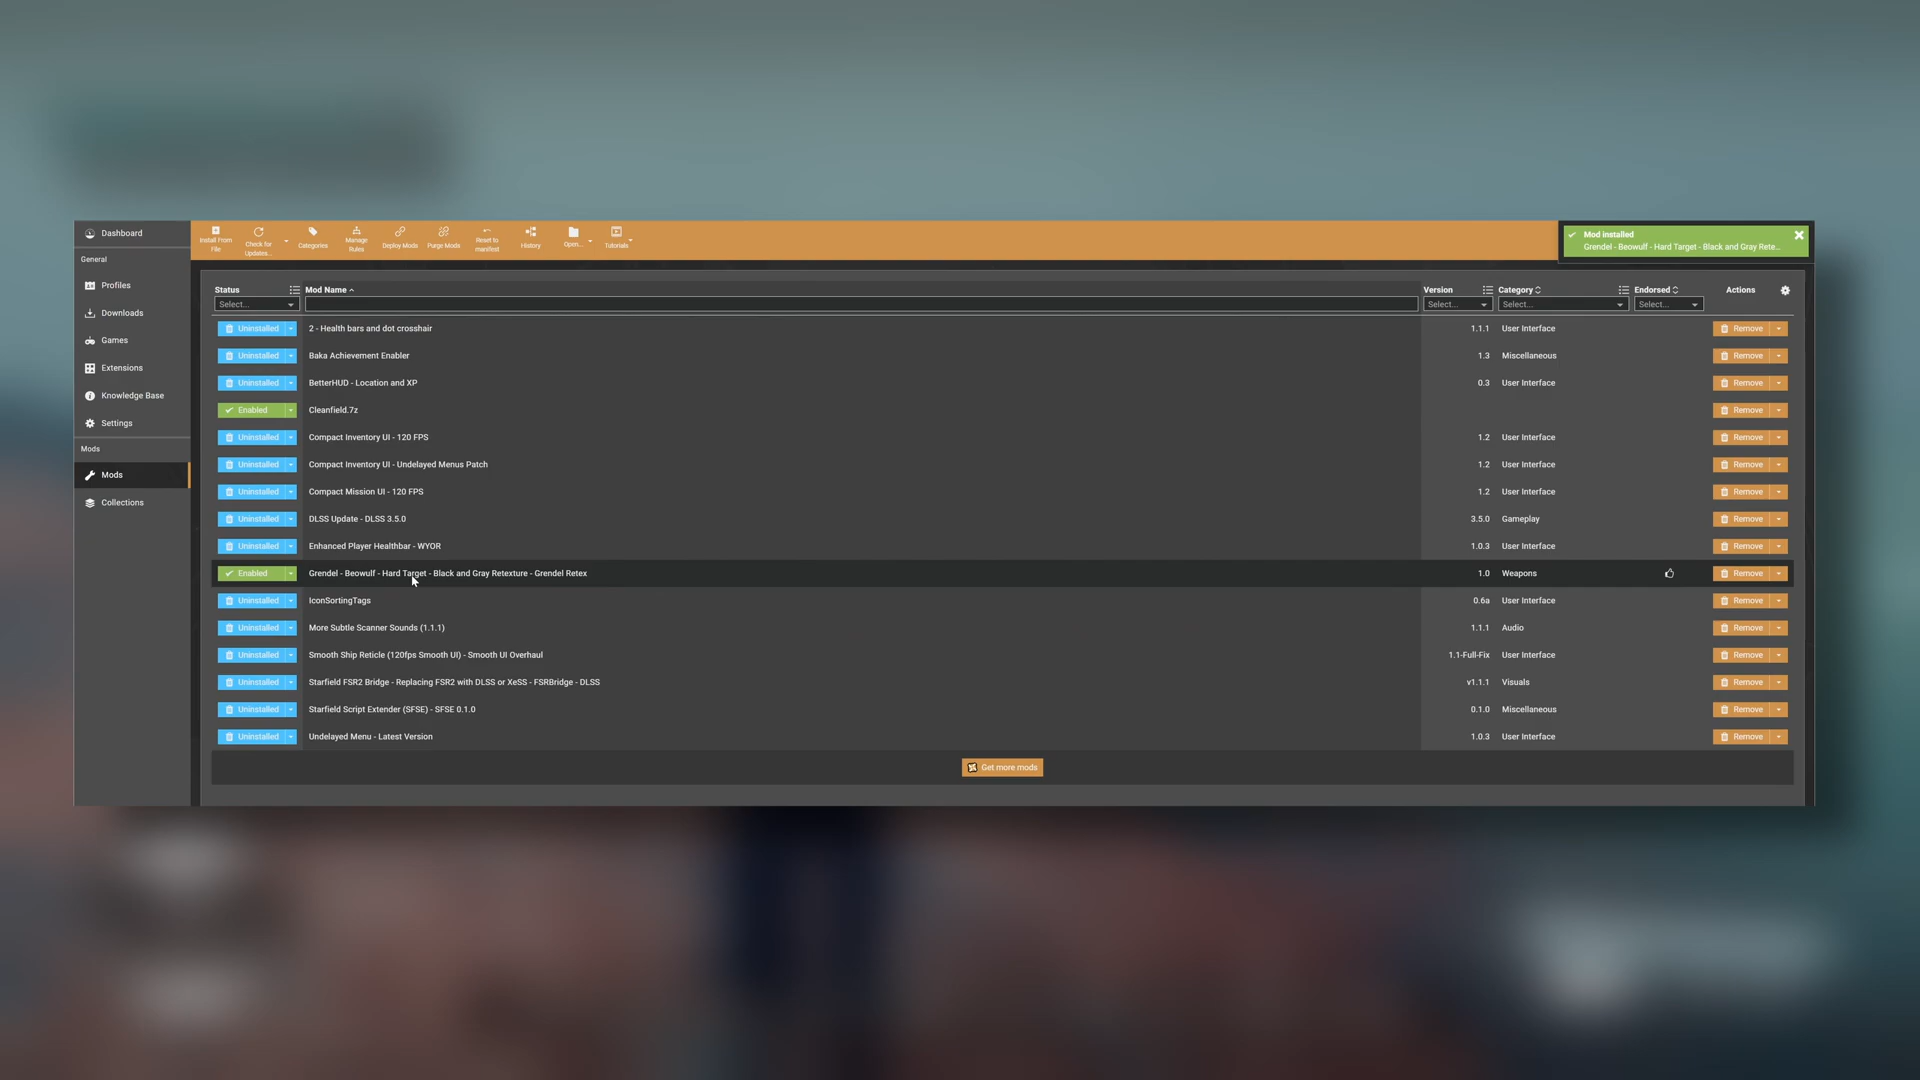 Dashboard
General
Profiles
Downloads
Games
Extensions
Knowledge Base
Settings
Mods
Mods
Collections
Install From File
Check for Updates...
Categories
Manage Rules
Deploy Mods
Purge Mods
Reset to manifest
History
Open...
Tutorials
Mod installed
Grendel - Beowulf - Hard Target - Black and Gray Rete...
Status Mod Name Version Category Endorsed Actions
Select... Select... Select... Select...
Uninstalled 2 - Health bars and dot crosshair 1.1.1 User Interface Remove
Uninstalled Baka Achievement Enabler 1.3 Miscellaneous Remove
Uninstalled BetterHUD - Location and XP 0.3 User Interface Remove
Enabled Cleanfield.7z Remove
Uninstalled Compact Inventory UI - 120 FPS 1.2 User Interface Remove
Uninstalled Compact Inventory UI - Undelayed Menus Patch 1.2 User Interface Remove
Uninstalled Compact Mission UI - 120 FPS 1.2 User Interface Remove
Uninstalled DLSS Update - DLSS 3.5.0 3.5.0 Gameplay Remove
Uninstalled Enhanced Player Healthbar - WYOR 1.0.3 User Interface Remove
Enabled Grendel - Beowulf - Hard Target - Black and Gray Retexture - Grendel Retex 1.0 Weapons Remove
Uninstalled IconSortingTags 0.6a User Interface Remove
Uninstalled More Subtle Scanner Sounds (1.1.1) 1.1.1 Audio Remove
Uninstalled Smooth Ship Reticle (120fps Smooth UI) - Smooth UI Overhaul 1.1-Full-Fix User Interface Remove
Uninstalled Starfield FSR2 Bridge - Replacing FSR2 with DLSS or XeSS - FSRBridge - DLSS v1.1.1 Visuals Remove
Uninstalled Starfield Script Extender (SFSE) - SFSE 0.1.0 0.1.0 Miscellaneous Remove
Uninstalled Undelayed Menu - Latest Version 1.0.3 User Interface Remove
Get more mods